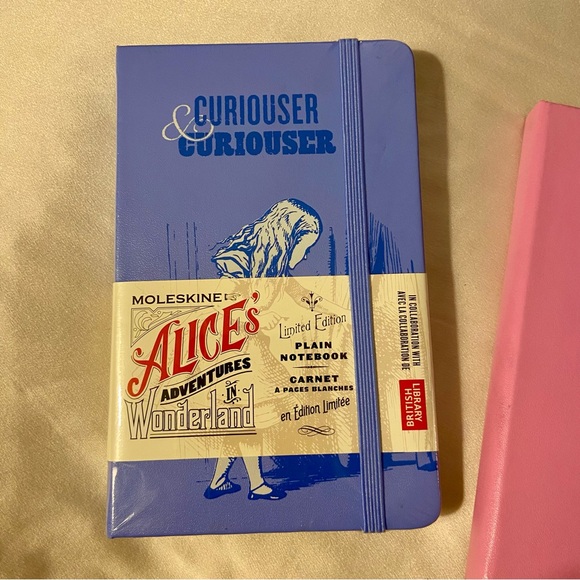 CURIOUSER
&
CURIOUSER
MOLESKINE
ALICE'S
ADVENTURES
IN
Wonderland
Limited Edition
PLAIN
NOTEBOOK
CARNET
A PAGES BLANCHES
en Édition Limitée
IN COLLABORATION WITH
AVEC LA COLLABORATION DE
BRITISH
LIBRARY